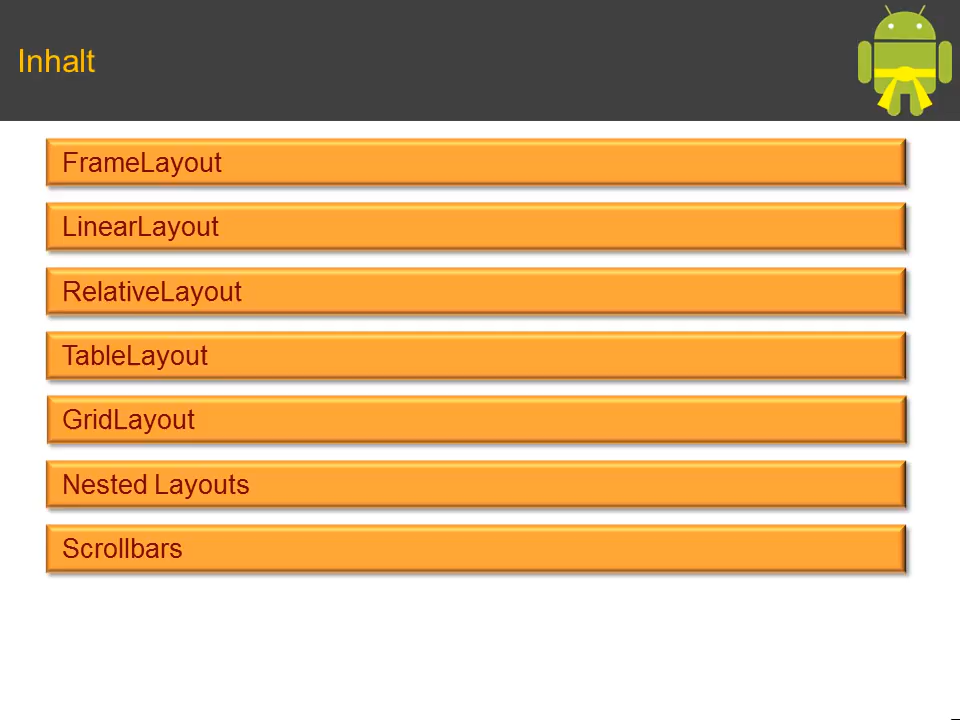 Inhalt
FrameLayout
LinearLayout
RelativeLayout
TableLayout
GridLayout
Nested Layouts
Scrollbars